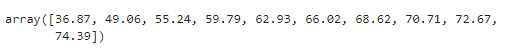 array([36.87, 49.06, 55.24, 59.79, 62.93, 66.02, 68.62, 70.71, 72.67,
74.39])